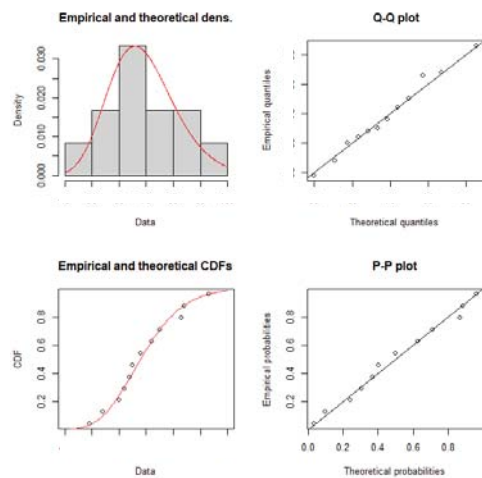 Empirical and theoretical dens.
Density
0.000
0.010
0.020
0.030
Data
Q-Q plot
Empirical quantiles
Theoretical quantiles
Empirical and theoretical CDFs
CDF
0.2
0.4
0.6
0.8
Data
P-P plot
Empirical probabilities
0.2
0.4
0.6
0.8
0.0 0.2 0.4 0.6 0.8
Theoretical probabilities